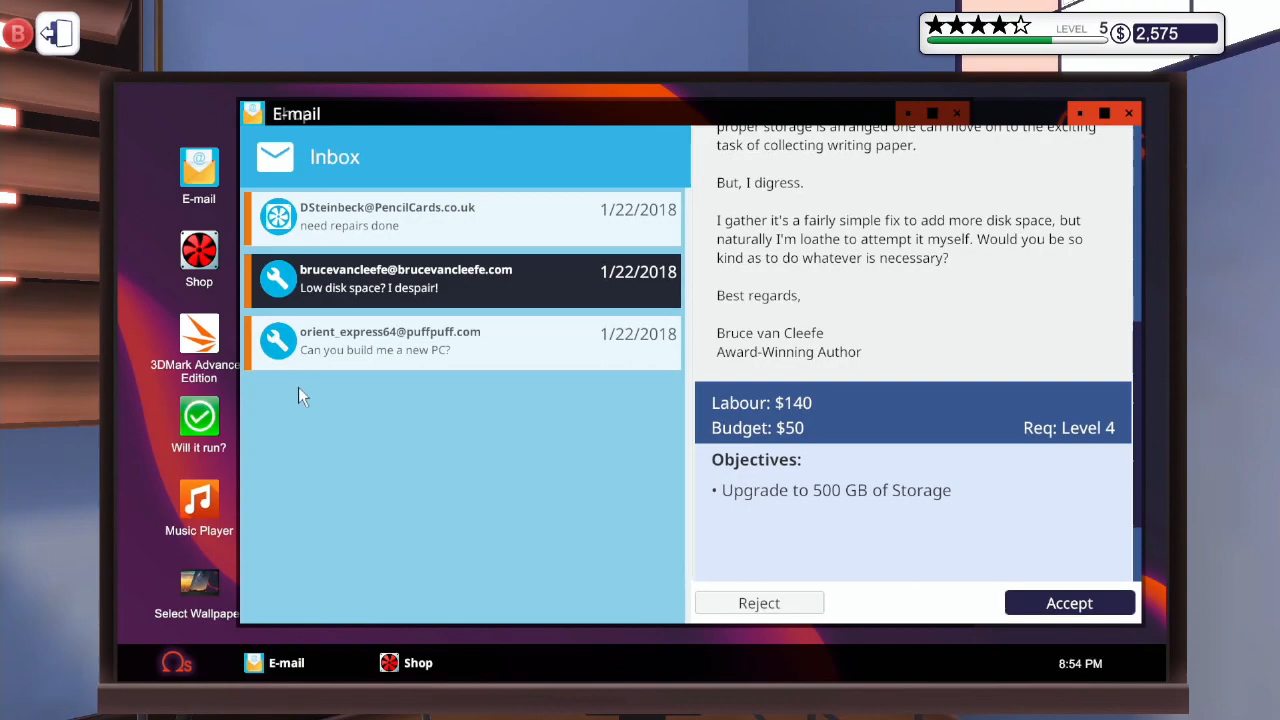 B
LEVEL 5
$ 2,575
E-mail
Inbox
DSteinbeck@PencilCards.co.uk
1/22/2018
need repairs done
brucevancleefe@brucevancleefe.com
1/22/2018
Low disk space? I despair!
orient_express64@puffpuff.com
1/22/2018
Can you build me a new PC?
proper storage is arranged one can move on to the exciting
task of collecting writing paper.
But, I digress.
I gather it's a fairly simple fix to add more disk space, but
naturally I'm loathe to attempt it myself. Would you be so
kind as to do whatever is necessary?
Best regards,
Bruce van Cleefe
Award-Winning Author
Labour: $140
Budget: $50
Req: Level 4
Objectives:
• Upgrade to 500 GB of Storage
Reject
Accept
E-mail
Shop
3DMark Advance
Edition
Will it run?
Music Player
Select Wallpape
Ωs
E-mail
Shop
8:54 PM